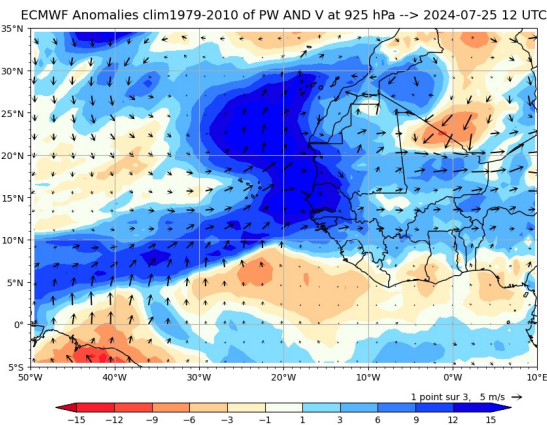 ECMWF Anomalies clim1979-2010 of PW AND V at 925 hPa --> 2024-07-25 12 UTC
35°N
30°N
25°N
20°N
15°N
10°N
5°N
0°
5°S
50°W 40°W 30°W 20°W 10°W 0°W 10°E
1 point sur 3, 5 m/s
−15 −12 −9 −6 −3 −1 1 3 6 9 12 15